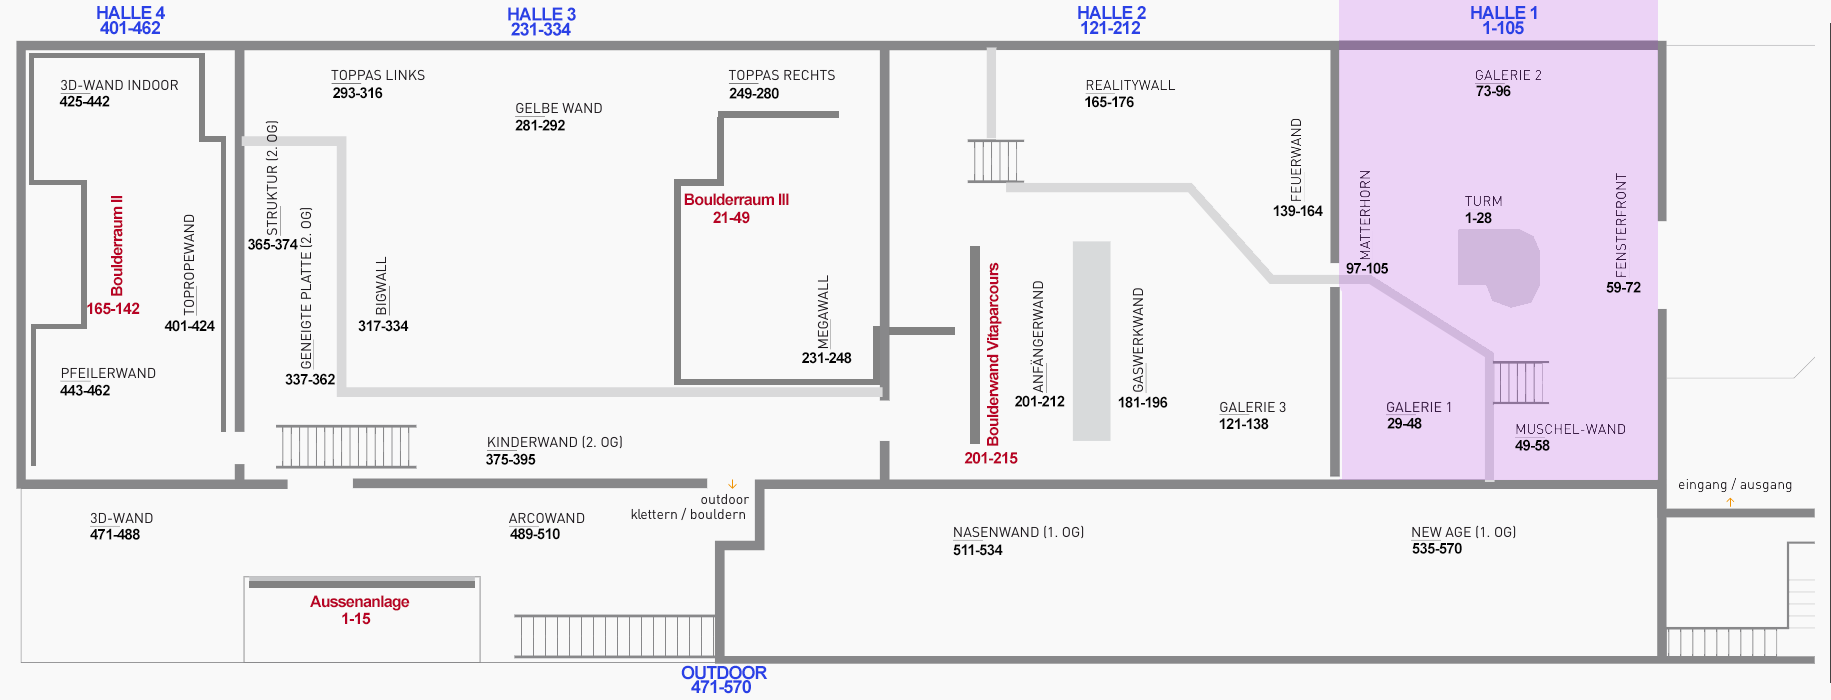 HALLE 4
401-462
HALLE 3
231-334
HALLE 2
121-212
HALLE 1
1-105
3D-WAND INDOOR
425-442
Boulderraum II
165-142
TOPROPEWAND
401-424
PFEILERWAND
443-462
TOPPAS LINKS
293-316
GELBE WAND
281-292
TOPPAS RECHTS
249-280
STRUKTUR (2. OG)
365-374
GENEIGTE PLATTE (2. OG)
337-362
BIGWALL
317-334
Boulderraum III
21-49
MEGAWALL
231-248
KINDERWAND (2. OG)
375-395
REALITYWALL
165-176
FEUERWAND
139-164
Boulderwand Vitaparcours
201-215
ANFÄNGERWAND
201-212
GASWERKWAND
181-196
GALERIE 3
121-138
GALERIE 2
73-96
MATTERHORN
97-105
TURM
1-28
FENSTERFRONT
59-72
GALERIE 1
29-48
MUSCHEL-WAND
49-58
eingang / ausgang
outdoor
klettern / bouldern
3D-WAND
471-488
ARCOWAND
489-510
NASENWAND (1. OG)
511-534
NEW AGE (1. OG)
535-570
Aussenanlage
1-15
OUTDOOR
471-570